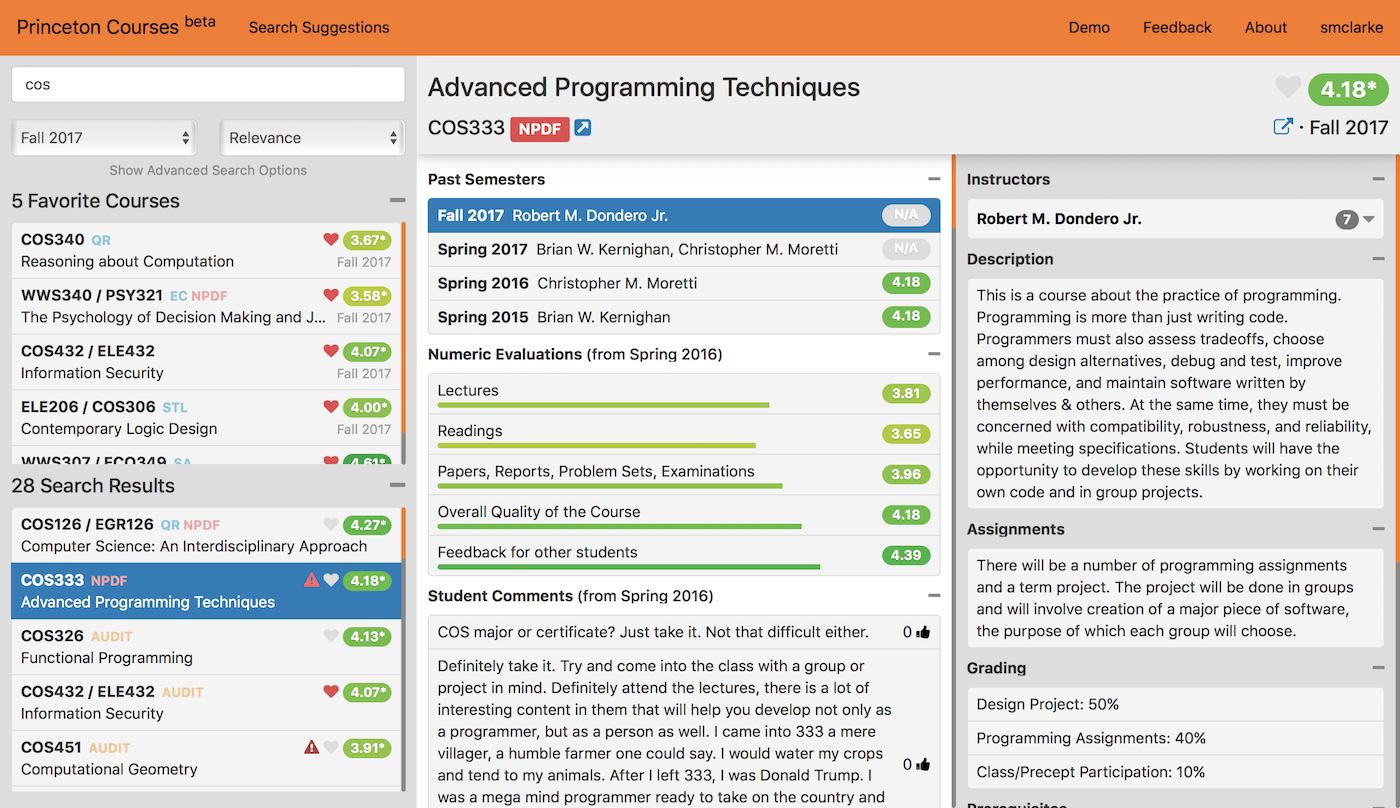 Princeton Courses beta
Search Suggestions
Demo
Feedback
About
smclarke
cos
Fall 2017
Relevance
Show Advanced Search Options
5 Favorite Courses
COS340 QR 3.67*
Reasoning about Computation Fall 2017
WWS340 / PSY321 EC NPDF 3.58*
The Psychology of Decision Making and J... Fall 2017
COS432 / ELE432 4.07*
Information Security Fall 2017
ELE206 / COS306 STL 4.00*
Contemporary Logic Design Fall 2017
WWS307 / ECO349 SA 4.61*
28 Search Results
COS126 / EGR126 QR NPDF 4.27*
Computer Science: An Interdisciplinary Approach
COS333 NPDF 4.18*
Advanced Programming Techniques
COS326 AUDIT 4.13*
Functional Programming
COS432 / ELE432 AUDIT 4.07*
Information Security
COS451 AUDIT 3.91*
Computational Geometry
Advanced Programming Techniques 4.18*
COS333 NPDF · Fall 2017
Past Semesters
Fall 2017 Robert M. Dondero Jr. N/A
Spring 2017 Brian W. Kernighan, Christopher M. Moretti N/A
Spring 2016 Christopher M. Moretti 4.18
Spring 2015 Brian W. Kernighan 4.18
Numeric Evaluations (from Spring 2016)
Lectures 3.81
Readings 3.65
Papers, Reports, Problem Sets, Examinations 3.96
Overall Quality of the Course 4.18
Feedback for other students 4.39
Student Comments (from Spring 2016)
COS major or certificate? Just take it. Not that difficult either. 0
Definitely take it. Try and come into the class with a group or
project in mind. Definitely attend the lectures, there is a lot of
interesting content in them that will help you develop not only as
a programmer, but as a person as well. I came into 333 a mere
villager, a humble farmer one could say. I would water my crops
and tend to my animals. After I left 333, I was Donald Trump. I
was a mega mind programmer ready to take on the country and
0
Instructors
Robert M. Dondero Jr. 7
Description
This is a course about the practice of programming.
Programming is more than just writing code.
Programmers must also assess tradeoffs, choose
among design alternatives, debug and test, improve
performance, and maintain software written by
themselves & others. At the same time, they must be
concerned with compatibility, robustness, and reliability,
while meeting specifications. Students will have the
opportunity to develop these skills by working on their
own code and in group projects.
Assignments
There will be a number of programming assignments
and a term project. The project will be done in groups
and will involve creation of a major piece of software,
the purpose of which each group will choose.
Grading
Design Project: 50%
Programming Assignments: 40%
Class/Precept Participation: 10%
Prerequisites